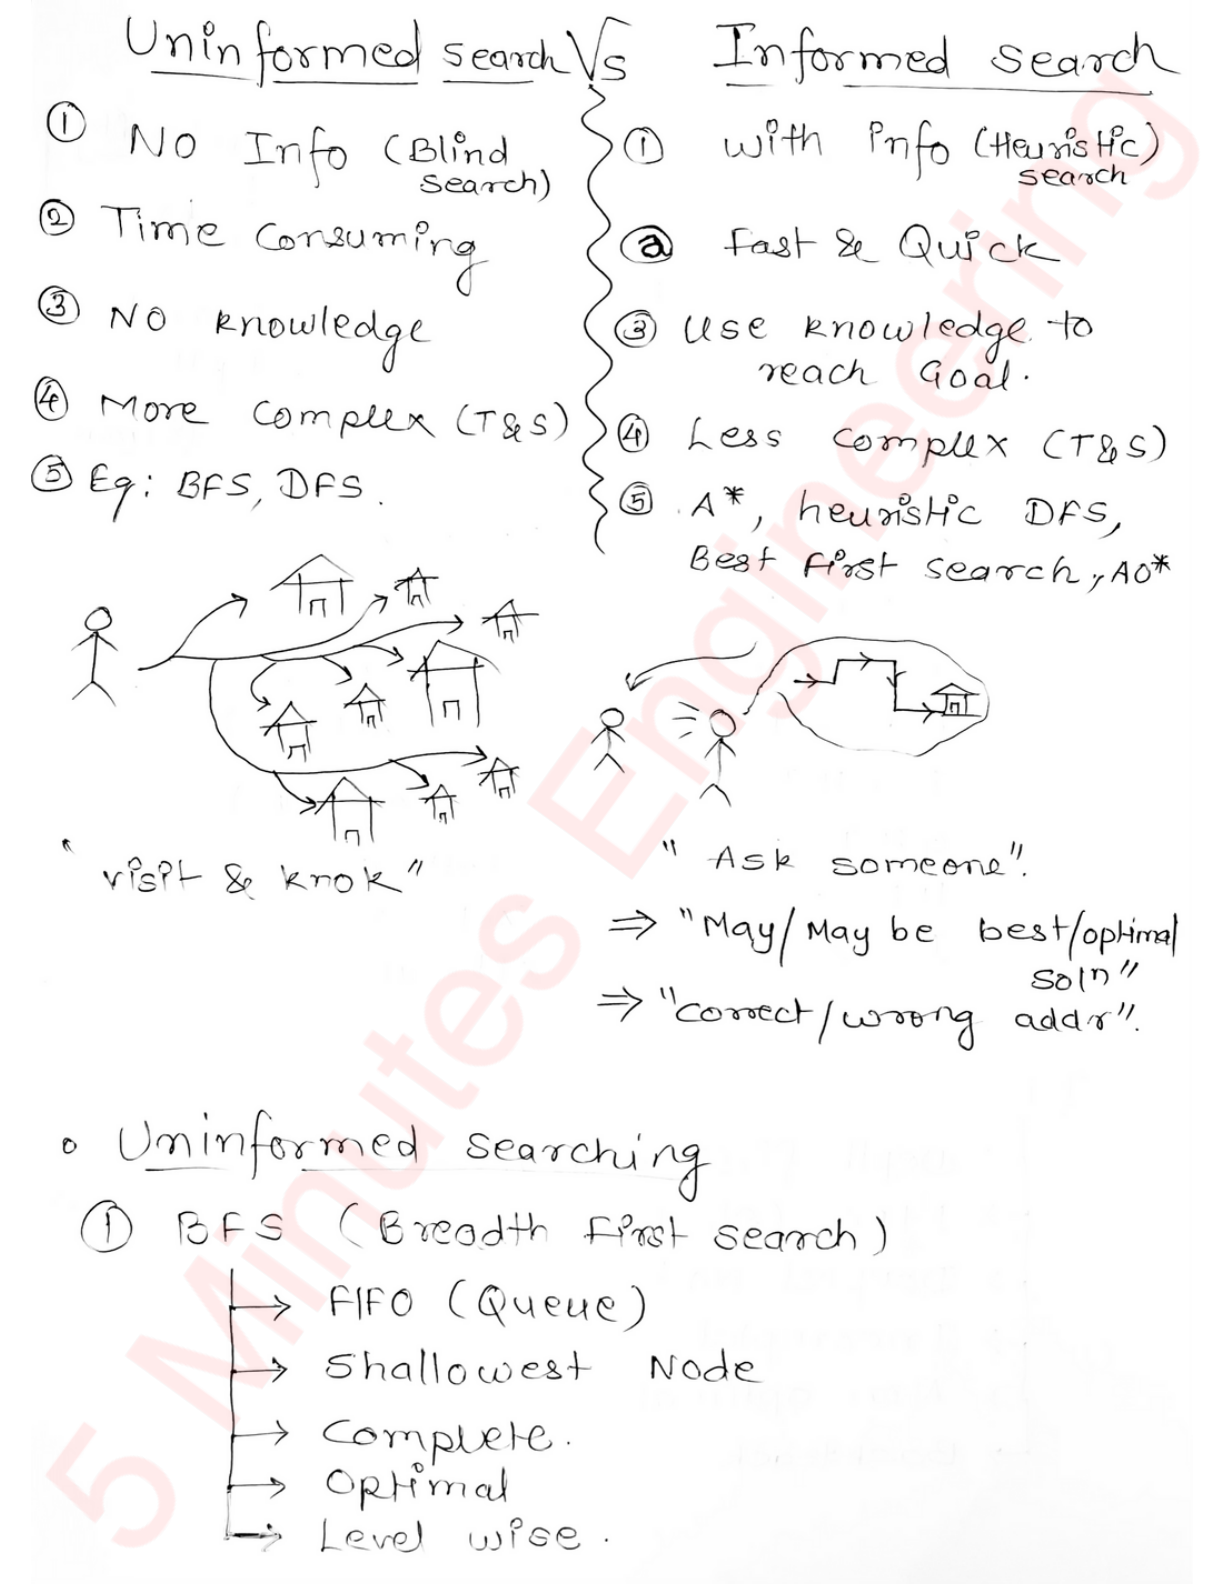 Uninformed search Vs Informed search
① No Info (Blind search)
② Time consuming
③ No knowledge
④ More complex (T&S)
⑤ Eg: BFS, DFS.
① with info (Heuristic) search
② Fast & Quick
③ Use knowledge to
reach Goal.
④ Less complex (T&S)
⑤ A*, heuristic DFS,
Best First search, AO*
"visit & knok"
"Ask someone".
⇒ "May/May be best/optimal
soln"
⇒ "correct/wrong addr".
• Uninformed searching
① BFS (Breadth First search)
→ FIFO (Queue)
→ Shallowest Node
→ Complete.
→ Optimal
→ Level wise.
5 Minutes Engineering